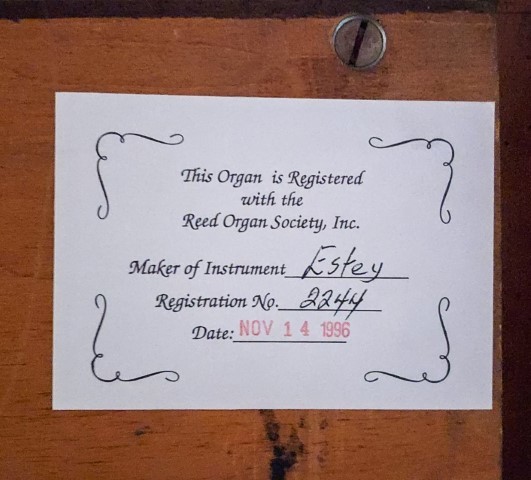 This Organ is Registered
with the
Reed Organ Society, Inc.
Maker of Instrument Estey
Registration No. 2244
Date: NOV 14 1996